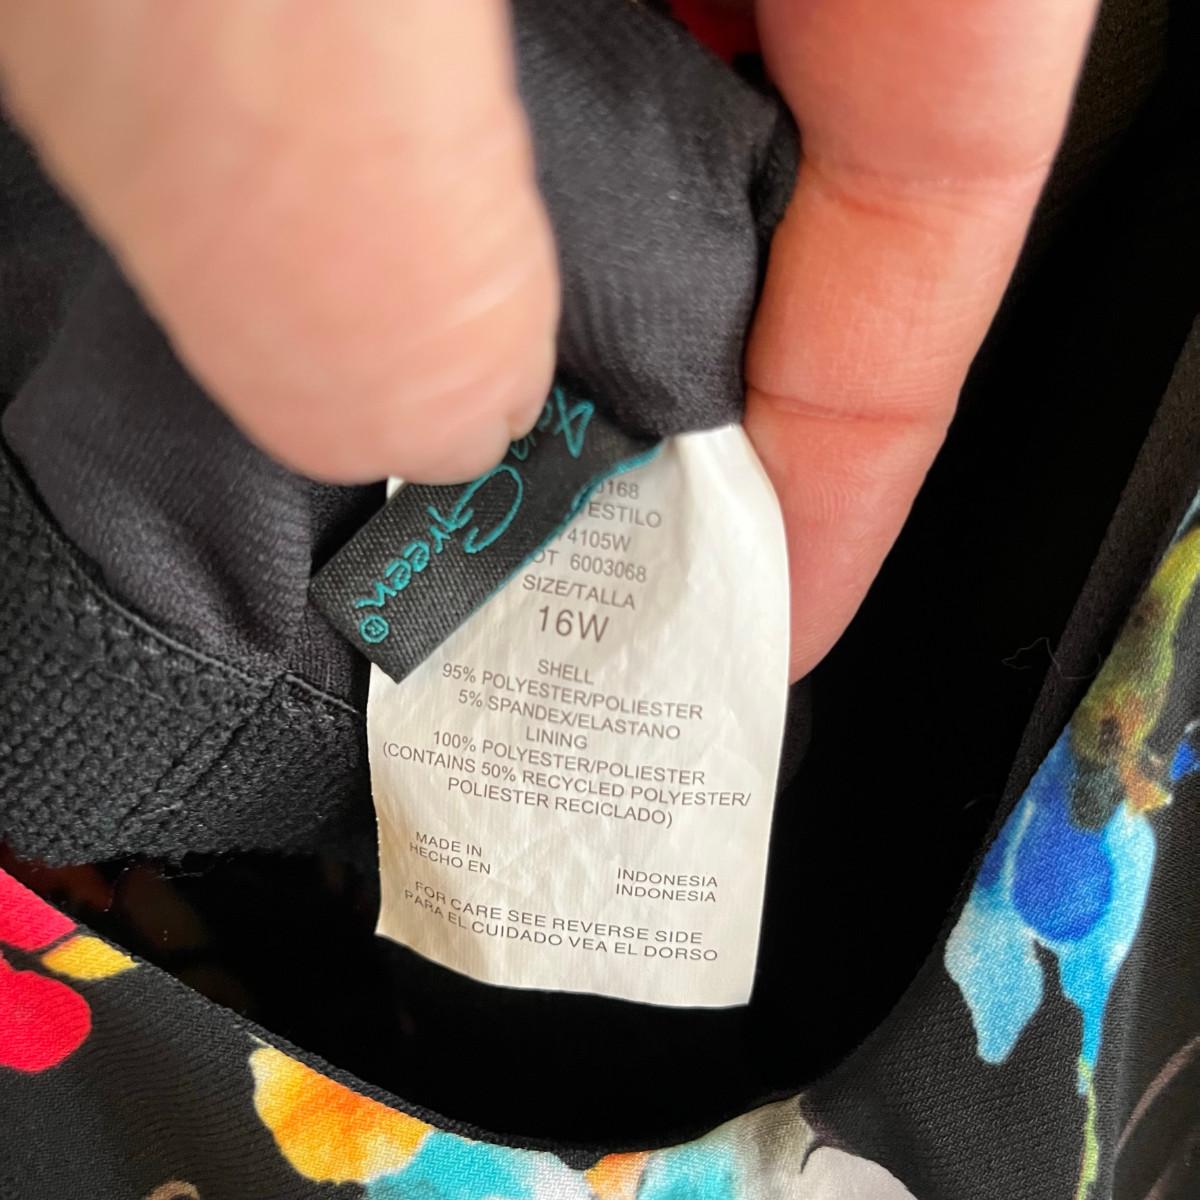 Green®
0168
/ESTILO
4105W
OT 6003068
SIZE/TALLA
16W
SHELL
95% POLYESTER/POLIESTER
5% SPANDEX/ELASTANO
LINING
100% POLYESTER/POLIESTER
(CONTAINS 50% RECYCLED POLYESTER/
POLIESTER RECICLADO)
MADE IN
HECHO EN
INDONESIA
INDONESIA
FOR CARE SEE REVERSE SIDE
PARA EL CUIDADO VEA EL DORSO